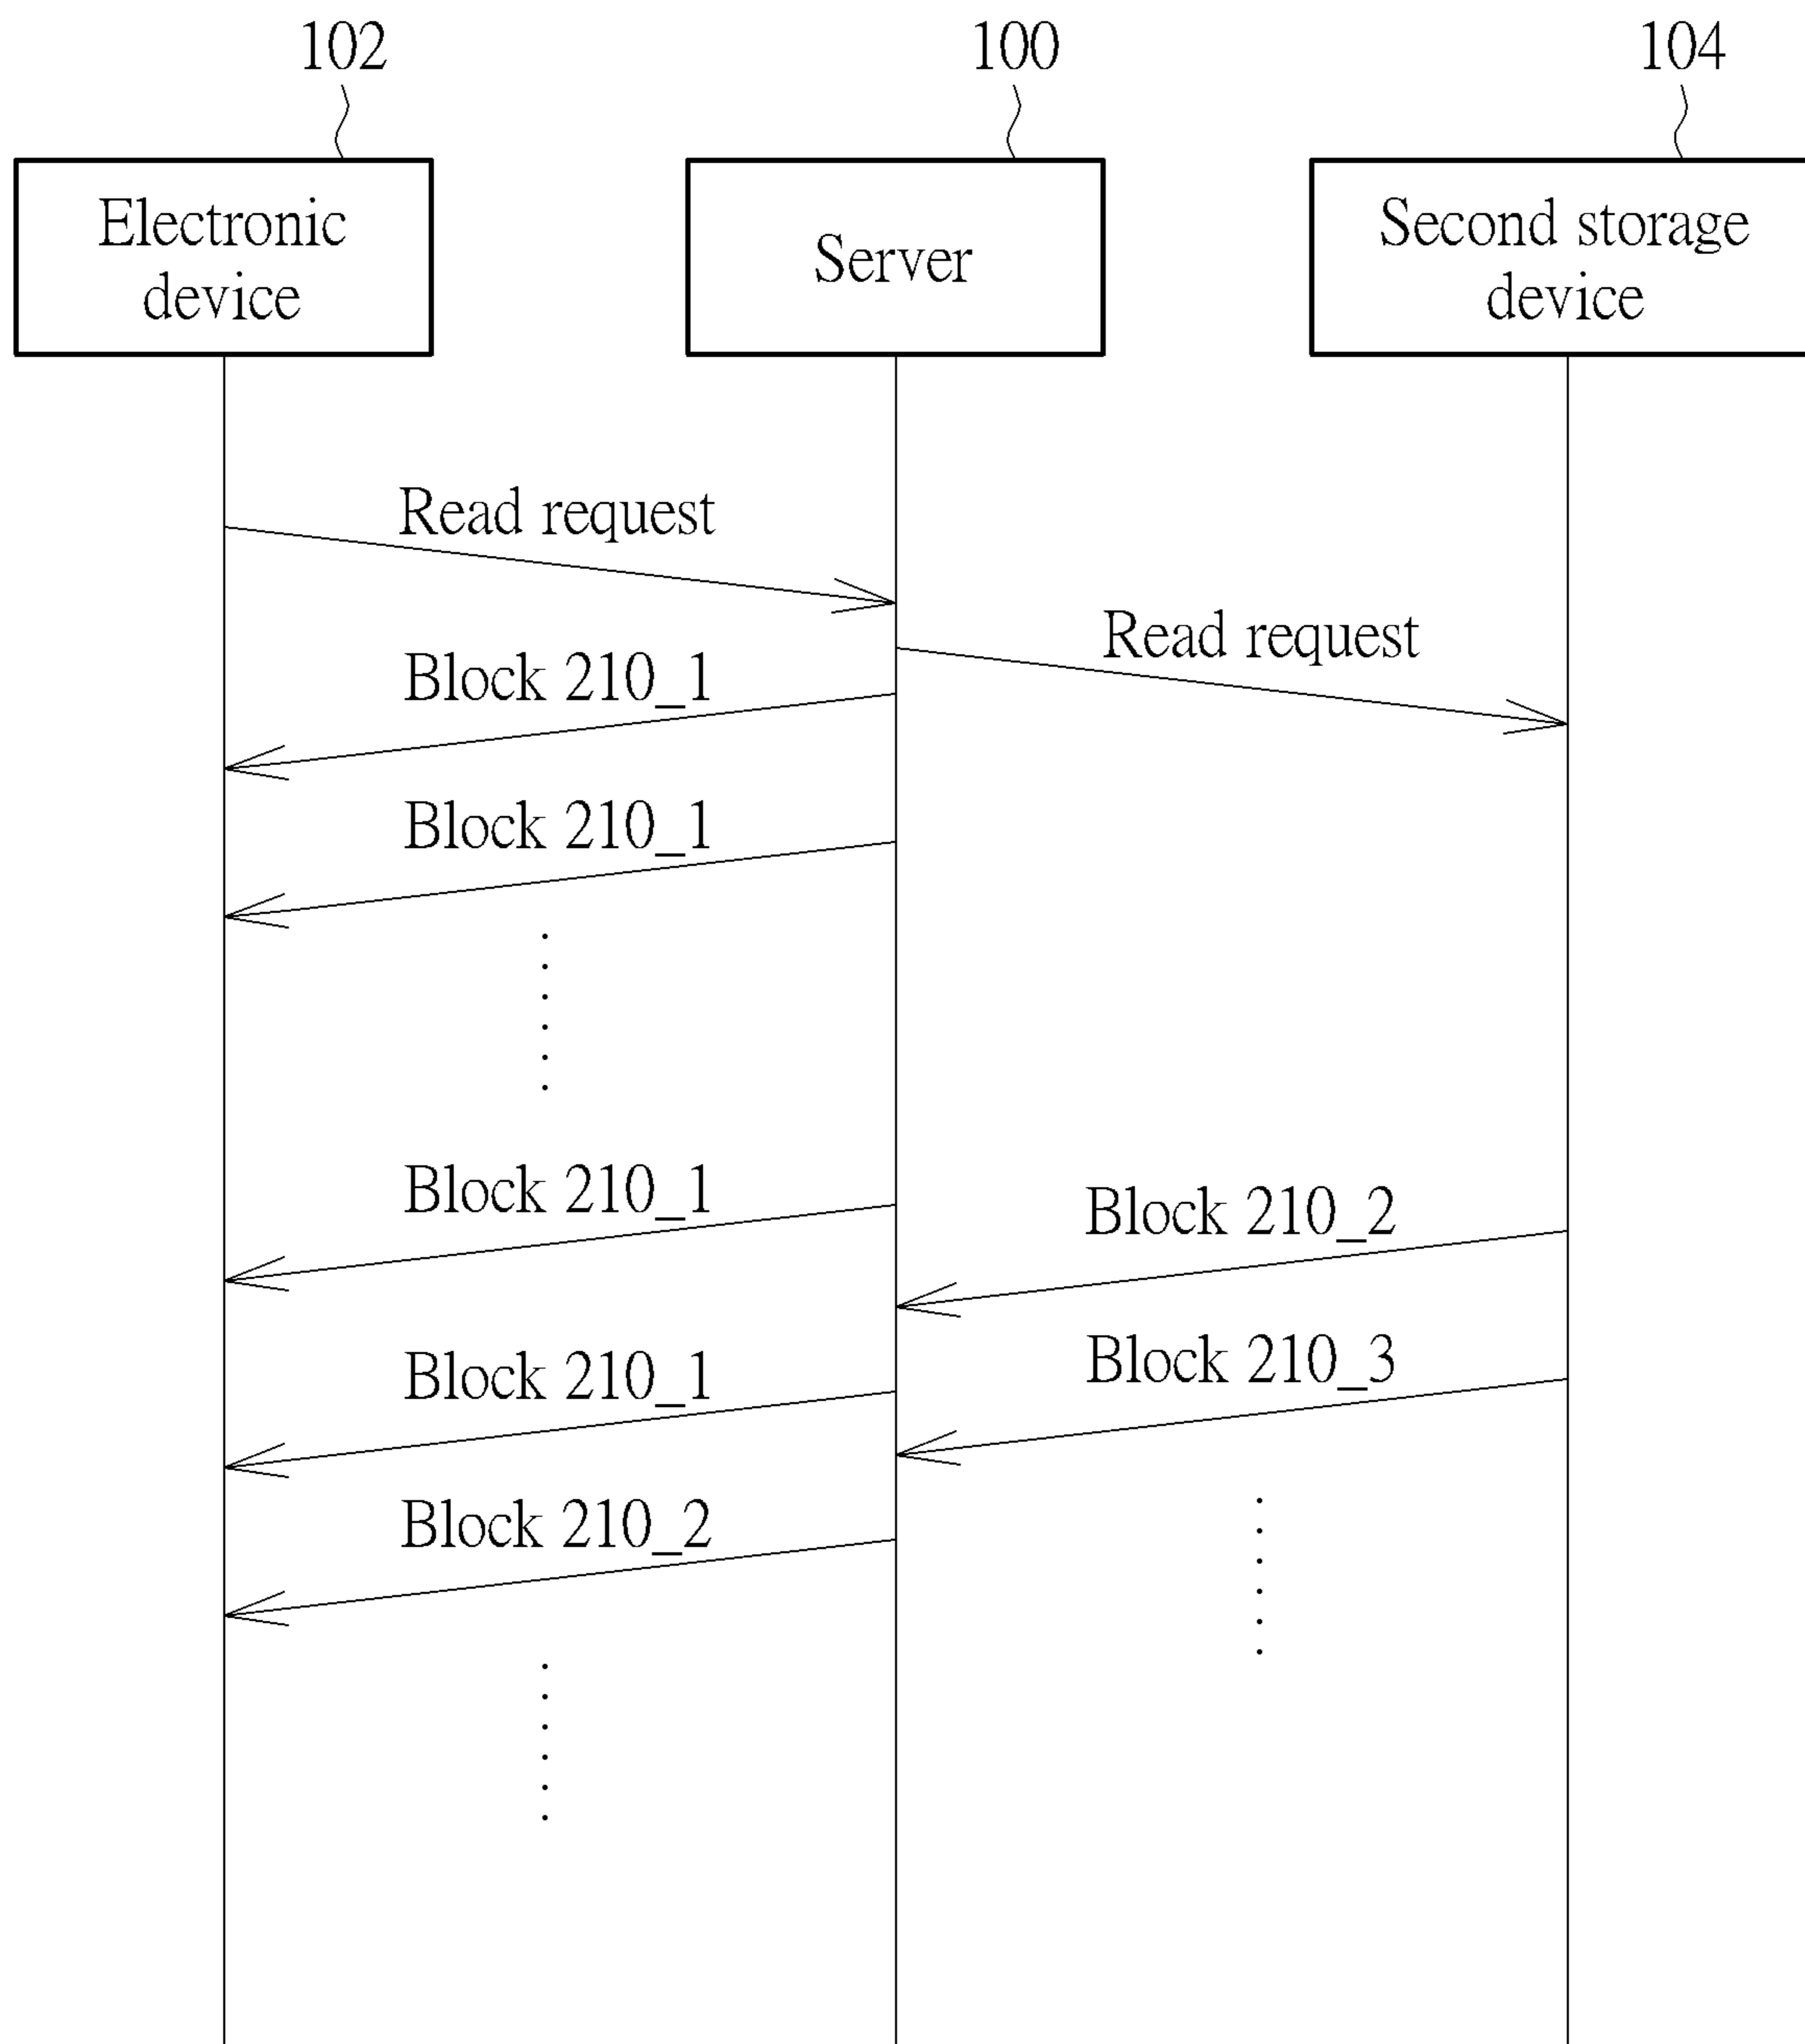 102
100
104
Electronic
device
Server
Second storage
device
Read request
Read request
Block 210_1
Block 210_1
Block 210_1
Block 210_2
Block 210_1
Block 210_3
Block 210_2